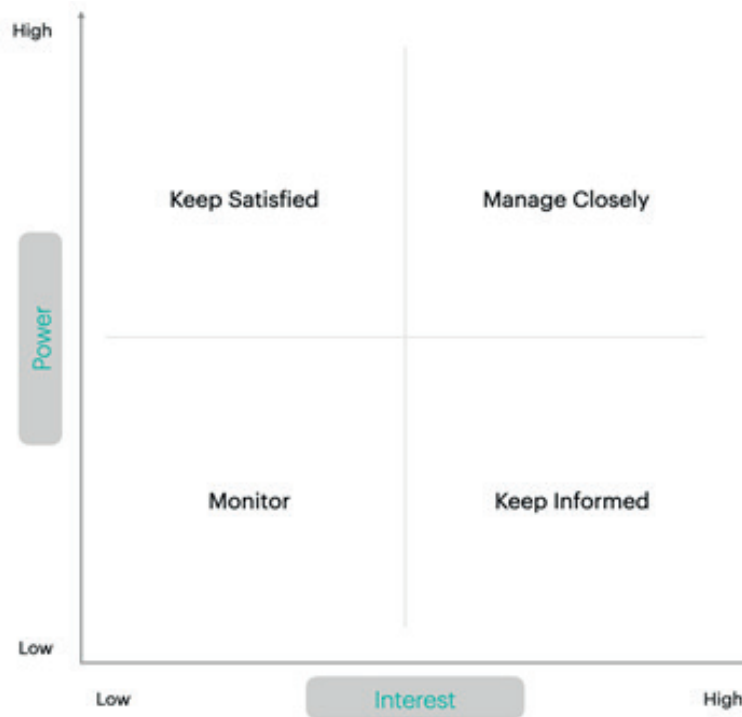 High
Keep Satisfied
Manage Closely
Power
Monitor
Keep Informed
Low
Low
Interest
High